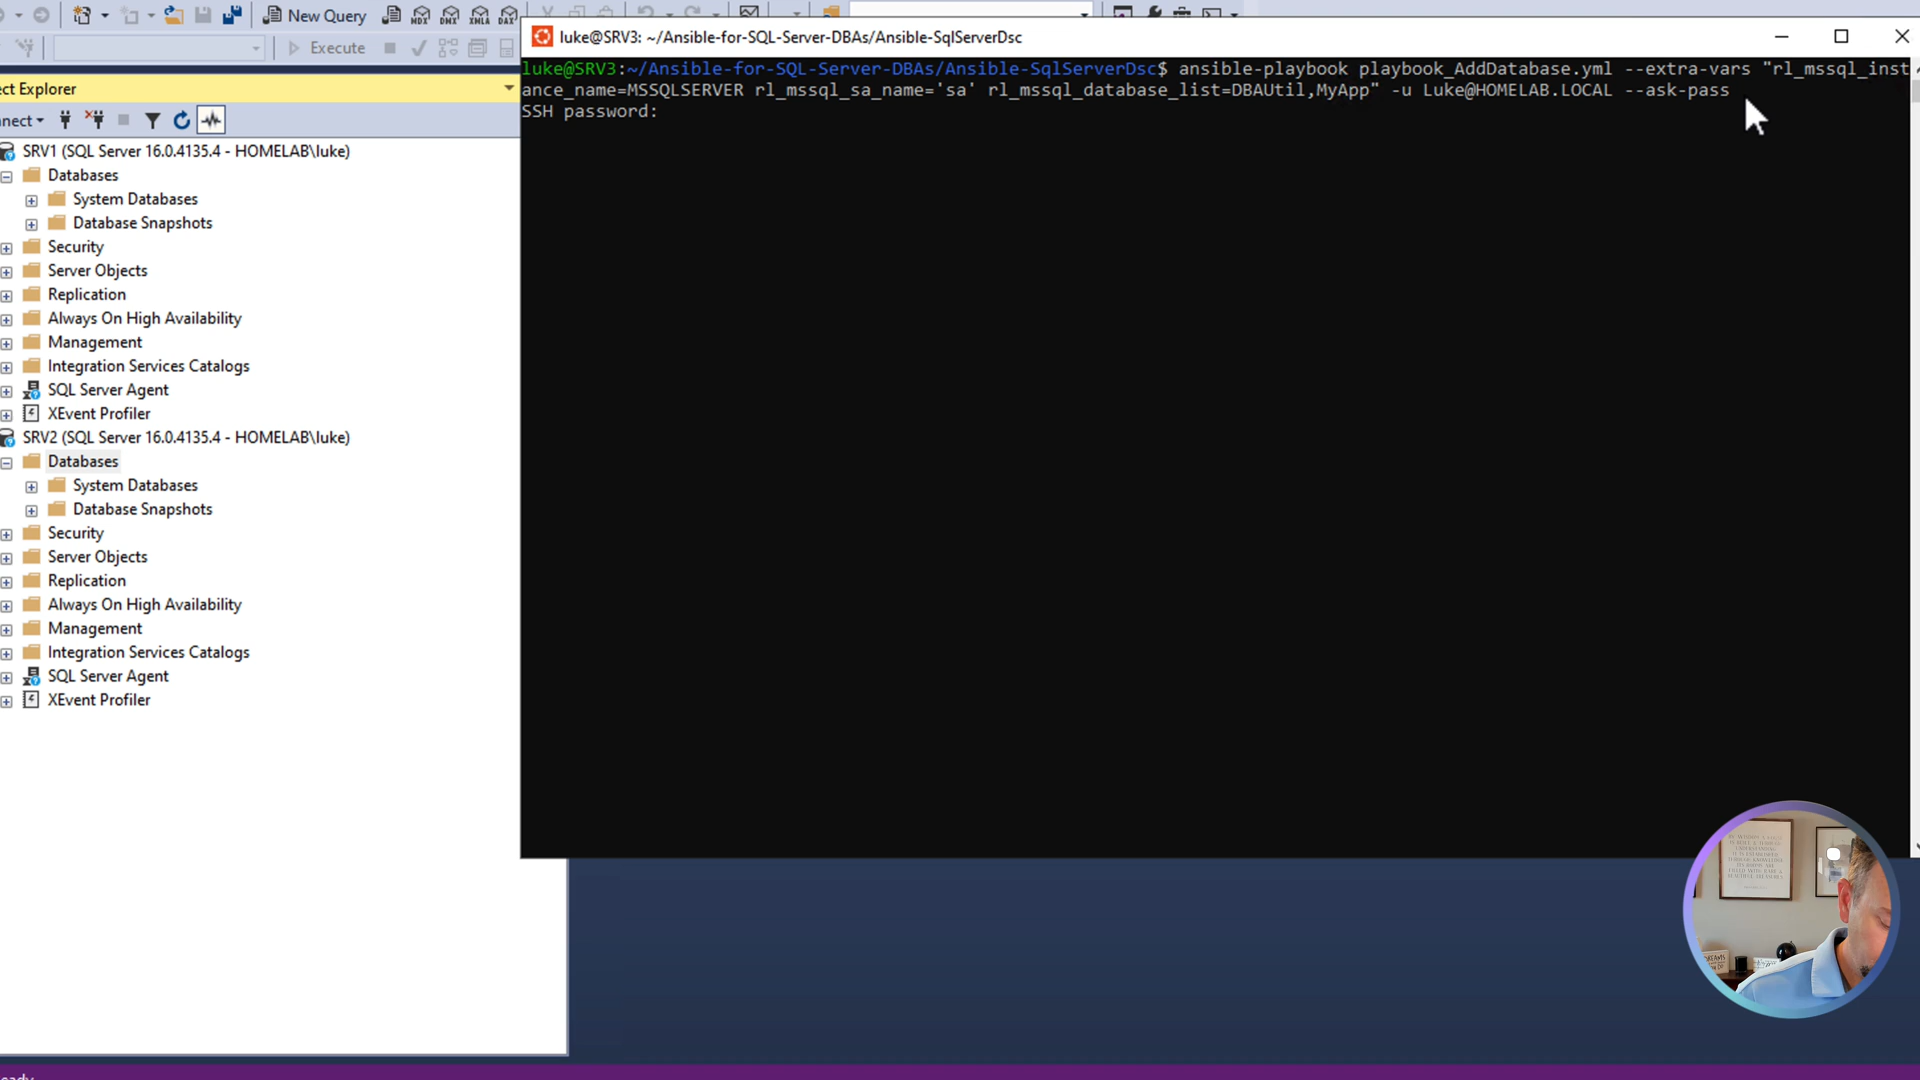 New Query
MDX
DMX
XMLA
DAX
Execute
ct Explorer
nnect
SRV1 (SQL Server 16.0.4135.4 - HOMELAB\luke)
Databases
System Databases
Database Snapshots
Security
Server Objects
Replication
Always On High Availability
Management
Integration Services Catalogs
SQL Server Agent
XEvent Profiler
SRV2 (SQL Server 16.0.4135.4 - HOMELAB\luke)
Databases
System Databases
Database Snapshots
Security
Server Objects
Replication
Always On High Availability
Management
Integration Services Catalogs
SQL Server Agent
XEvent Profiler
luke@SRV3: ~/Ansible-for-SQL-Server-DBAs/Ansible-SqlServerDsc
luke@SRV3:~/Ansible-for-SQL-Server-DBAs/Ansible-SqlServerDsc$ ansible-playbook playbook_AddDatabase.yml --extra-vars "rl_mssql_inst
ance_name=MSSQLSERVER rl_mssql_sa_name='sa' rl_mssql_database_list=DBAUtil,MyApp" -u Luke@HOMELAB.LOCAL --ask-pass
SSH password: